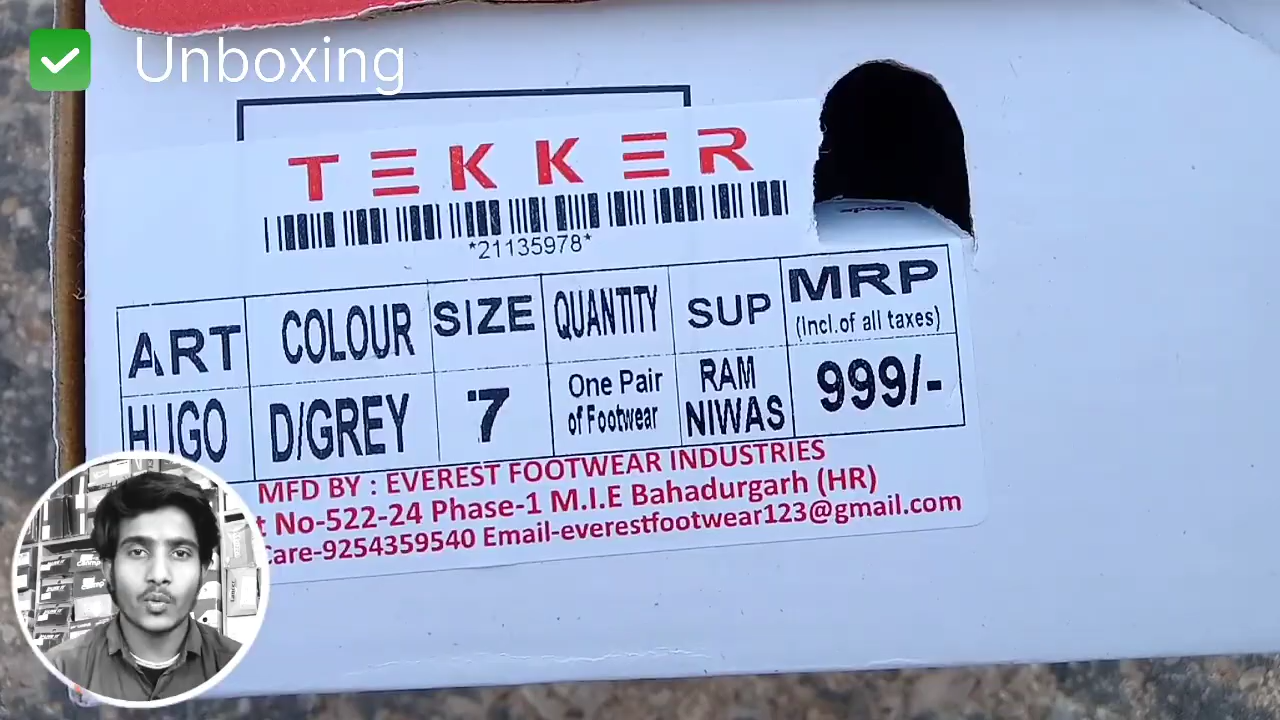 ✅ Unboxing
TEKKER
*21135978*
ART COLOUR SIZE QUANTITY SUP MRP
(Incl.of all taxes)
HUGO D/GREY 7 One Pair of Footwear RAM NIWAS 999/-
MFD BY : EVEREST FOOTWEAR INDUSTRIES
No-522-24 Phase-1 M.I.E Bahadurgarh (HR)
Care-9254359540 Email-everestfootwear123@gmail.com
sports